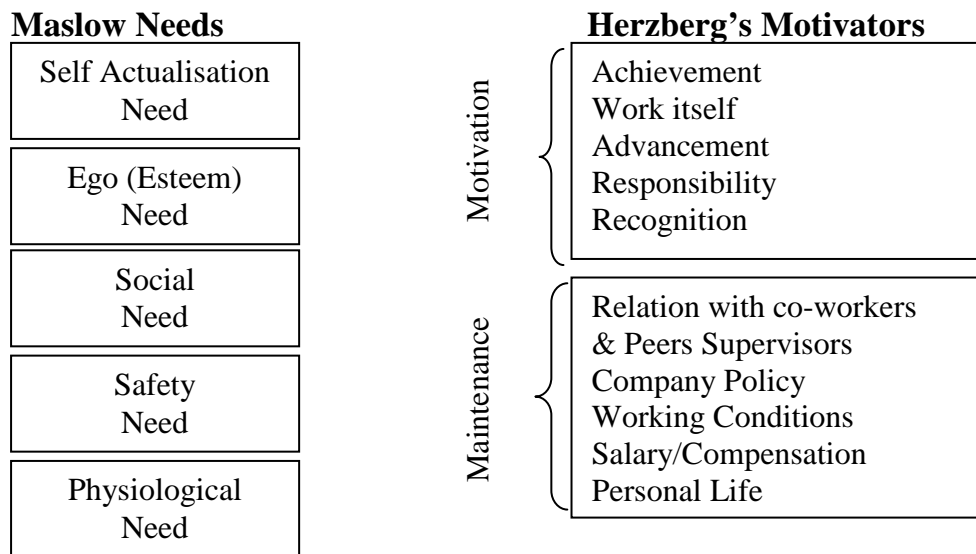 Maslow Needs
Self Actualisation
Need
Ego (Esteem)
Need
Social
Need
Safety
Need
Physiological
Need
Herzberg’s Motivators
Motivation
Achievement
Work itself
Advancement
Responsibility
Recognition
Maintenance
Relation with co-workers
& Peers Supervisors
Company Policy
Working Conditions
Salary/Compensation
Personal Life